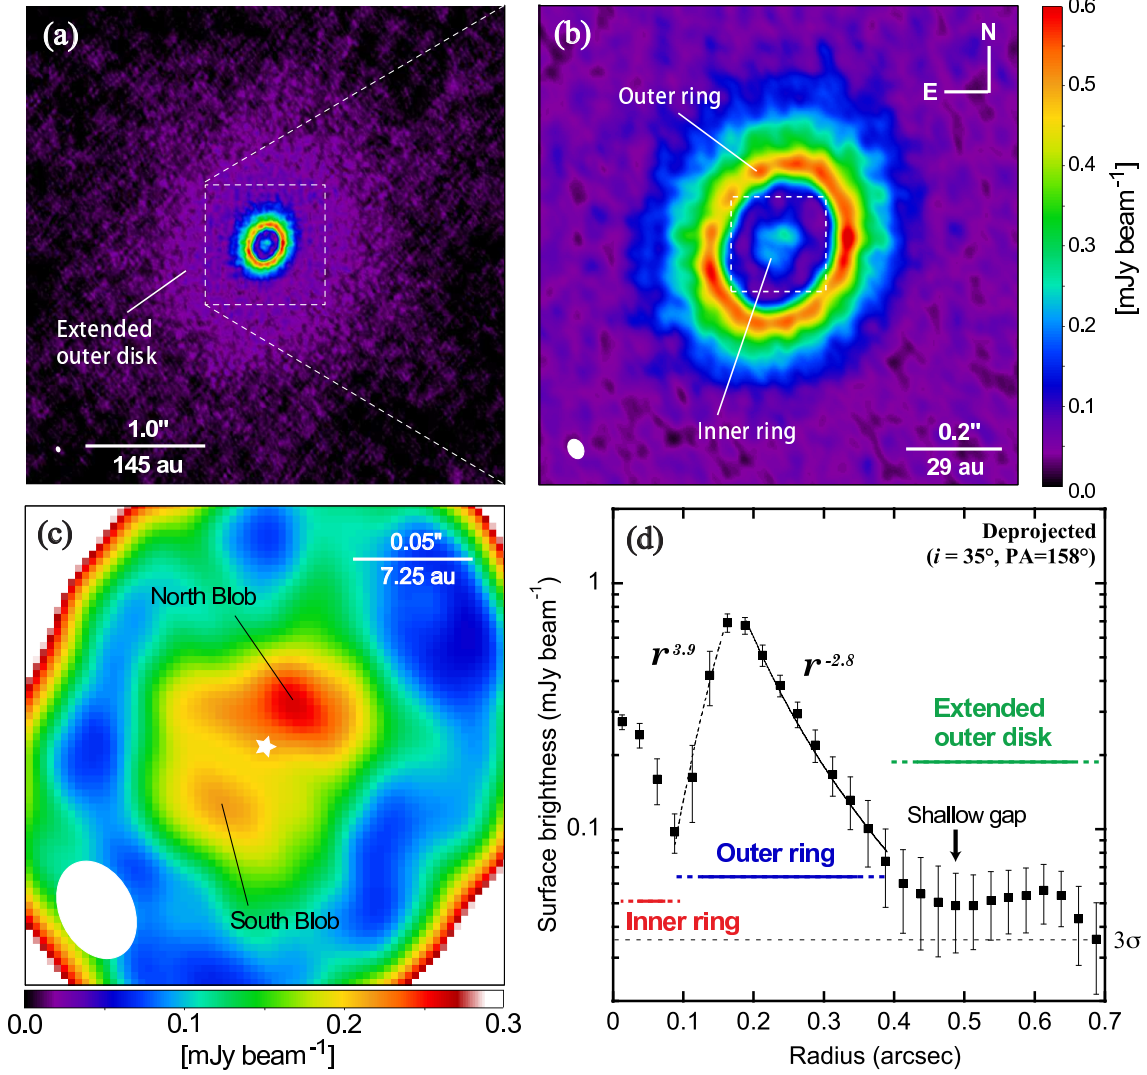 (a)
Extended
outer disk
1.0"
145 au
(b)
N
E
Outer ring
Inner ring
0.2"
29 au
0.6
0.5
0.4
0.3
0.2
0.1
0.0
[mJy beam⁻¹]
(c)
0.05"
7.25 au
North Blob
South Blob
0.0 0.1 0.2 0.3
[mJy beam⁻¹]
(d)
Deprojected
(i = 35°, PA=158°)
r^3.9
r^-2.8
Extended
outer disk
Shallow gap
Outer ring
Inner ring
3σ
1
0.1
Surface brightness (mJy beam⁻¹)
0 0.1 0.2 0.3 0.4 0.5 0.6 0.7
Radius (arcsec)